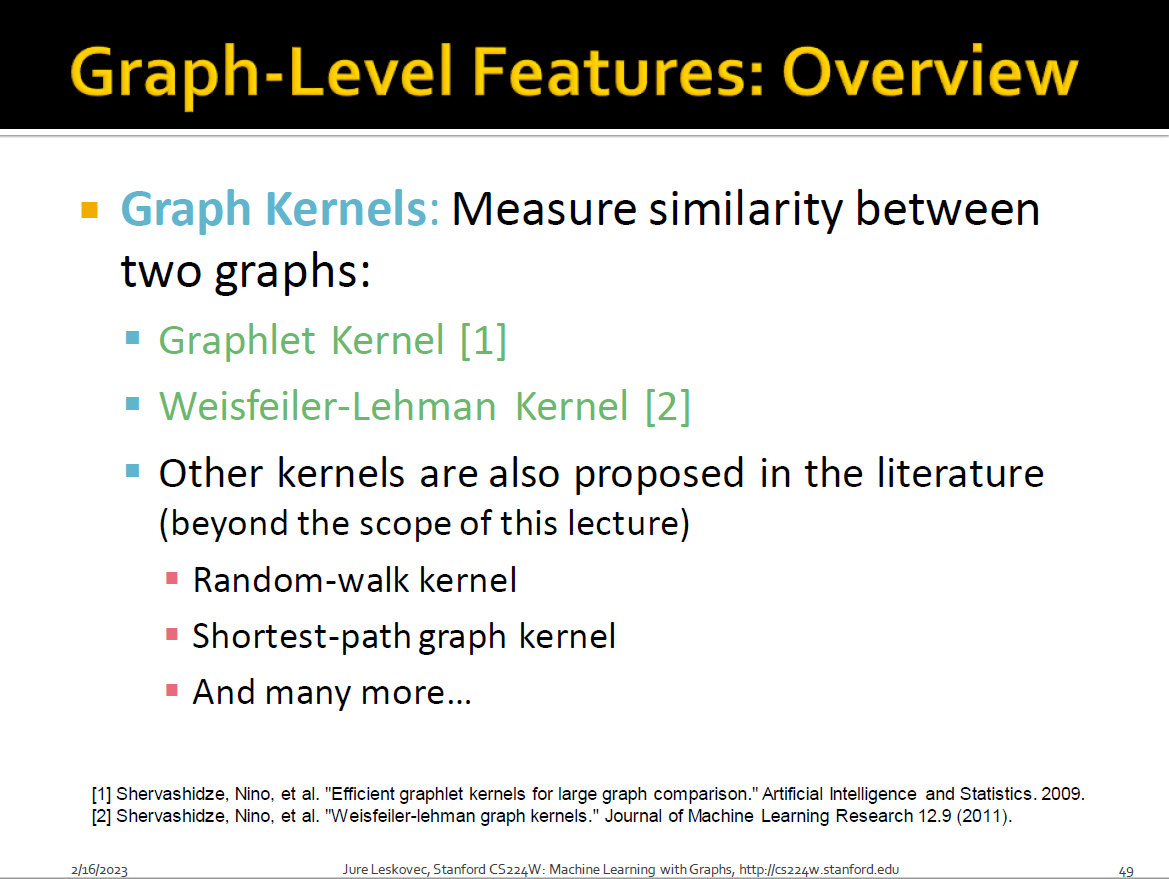 Graph-Level Features: Overview
Graph Kernels: Measure similarity between
two graphs:
Graphlet Kernel [1]
Weisfeiler-Lehman Kernel [2]
Other kernels are also proposed in the literature
(beyond the scope of this lecture)
Random-walk kernel
Shortest-path graph kernel
And many more…
[1] Shervashidze, Nino, et al. "Efficient graphlet kernels for large graph comparison." Artificial Intelligence and Statistics. 2009.
[2] Shervashidze, Nino, et al. "Weisfeiler-lehman graph kernels." Journal of Machine Learning Research 12.9 (2011).
2/16/2023 Jure Leskovec, Stanford CS224W: Machine Learning with Graphs, http://cs224w.stanford.edu 49